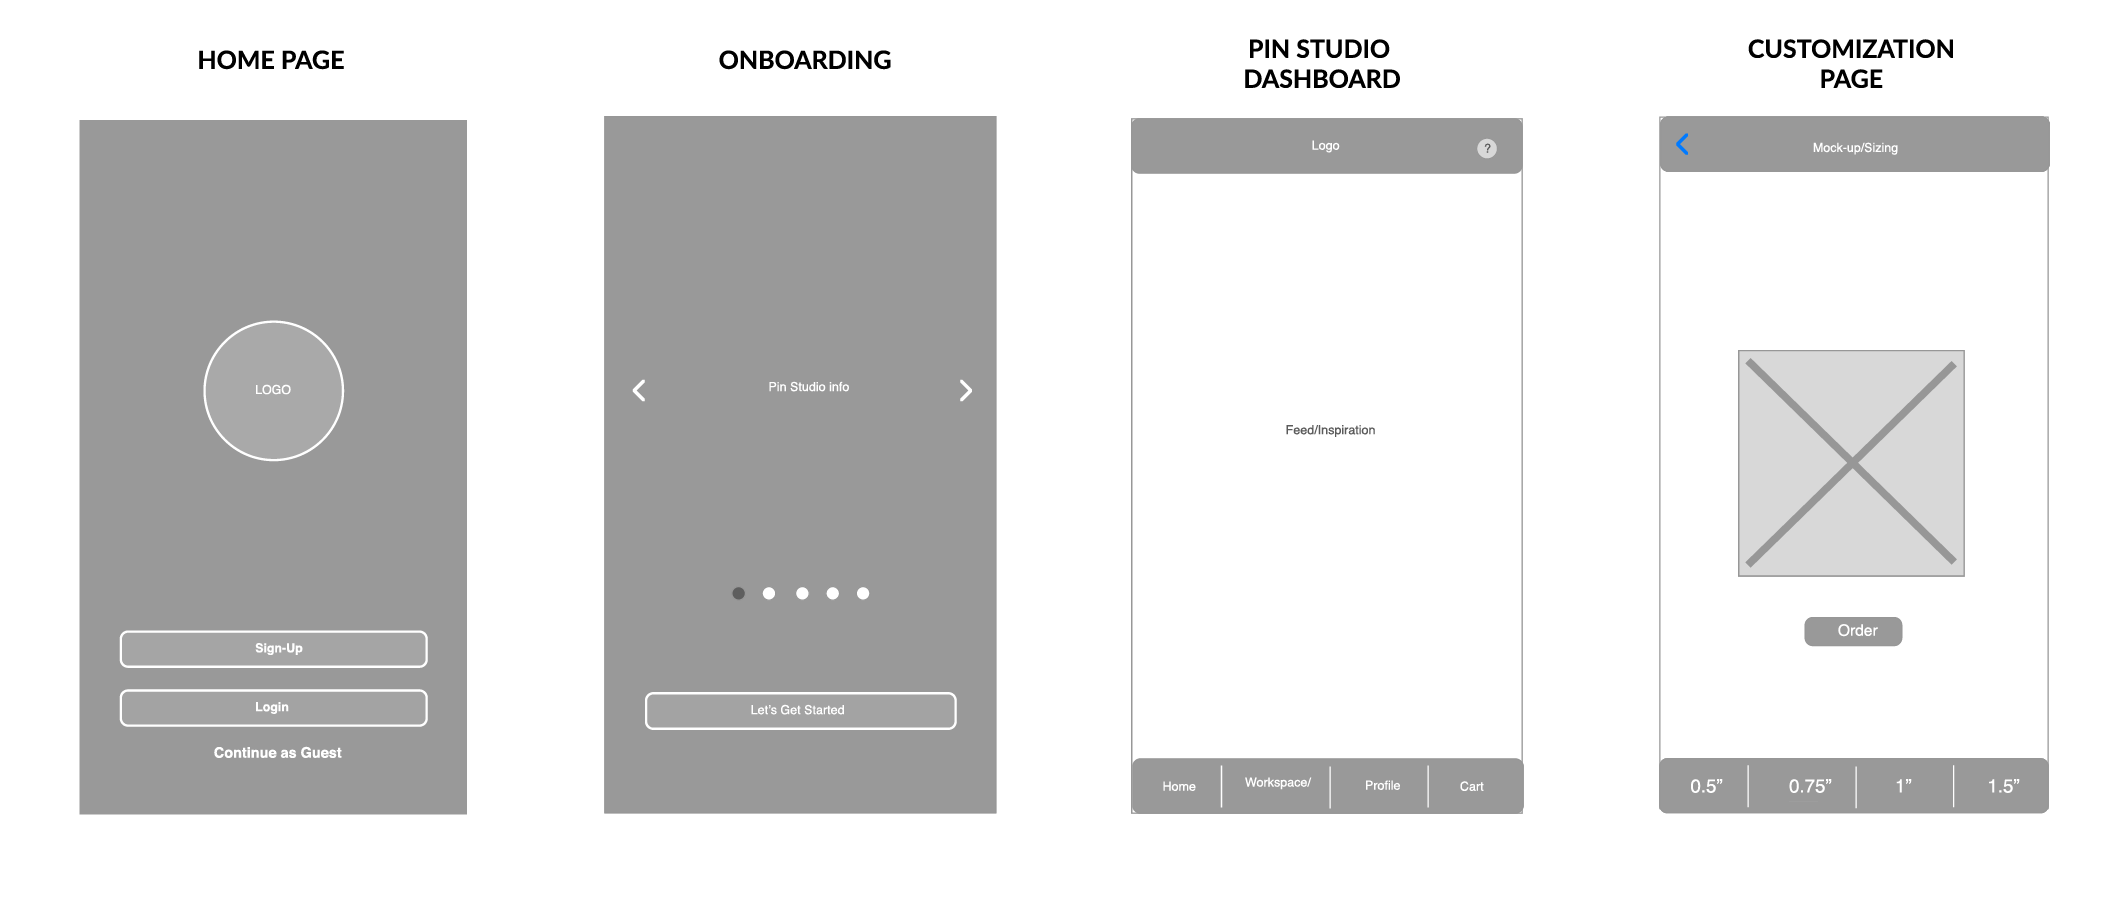 HOME PAGE
LOGO
Sign-Up
Login
Continue as Guest
ONBOARDING
Pin Studio info
Let's Get Started
PIN STUDIO
DASHBOARD
Logo
?
Feed/Inspiration
Home
Workspace/
Profile
Cart
CUSTOMIZATION
PAGE
Mock-up/Sizing
Order
0.5”
0.75”
1”
1.5”